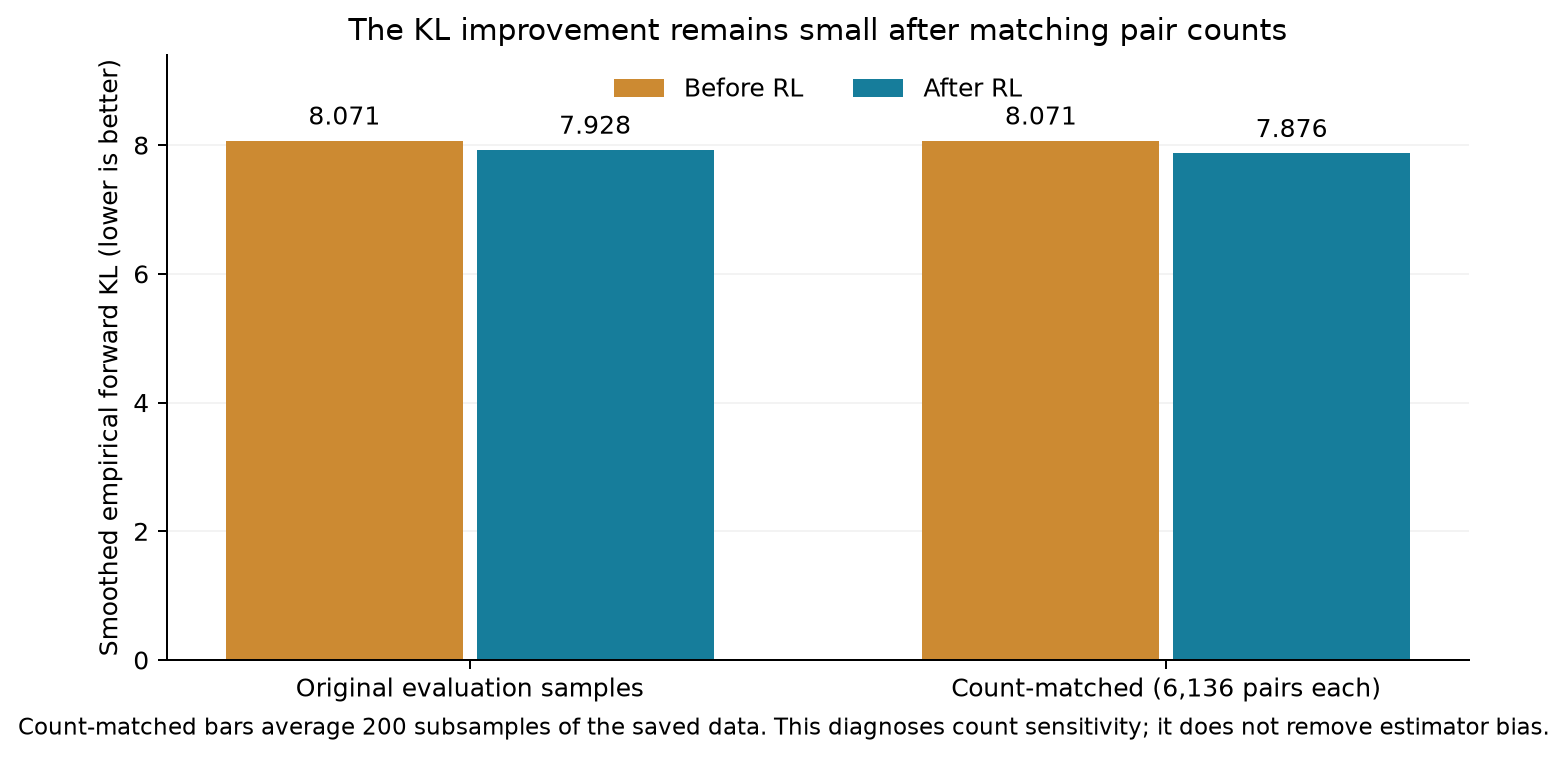 The KL improvement remains small after matching pair counts
Before RL
After RL
Smoothed empirical forward KL (lower is better)
8
6
4
2
0
8.071
7.928
8.071
7.876
Original evaluation samples
Count-matched (6,136 pairs each)
Count-matched bars average 200 subsamples of the saved data. This diagnoses count sensitivity; it does not remove estimator bias.